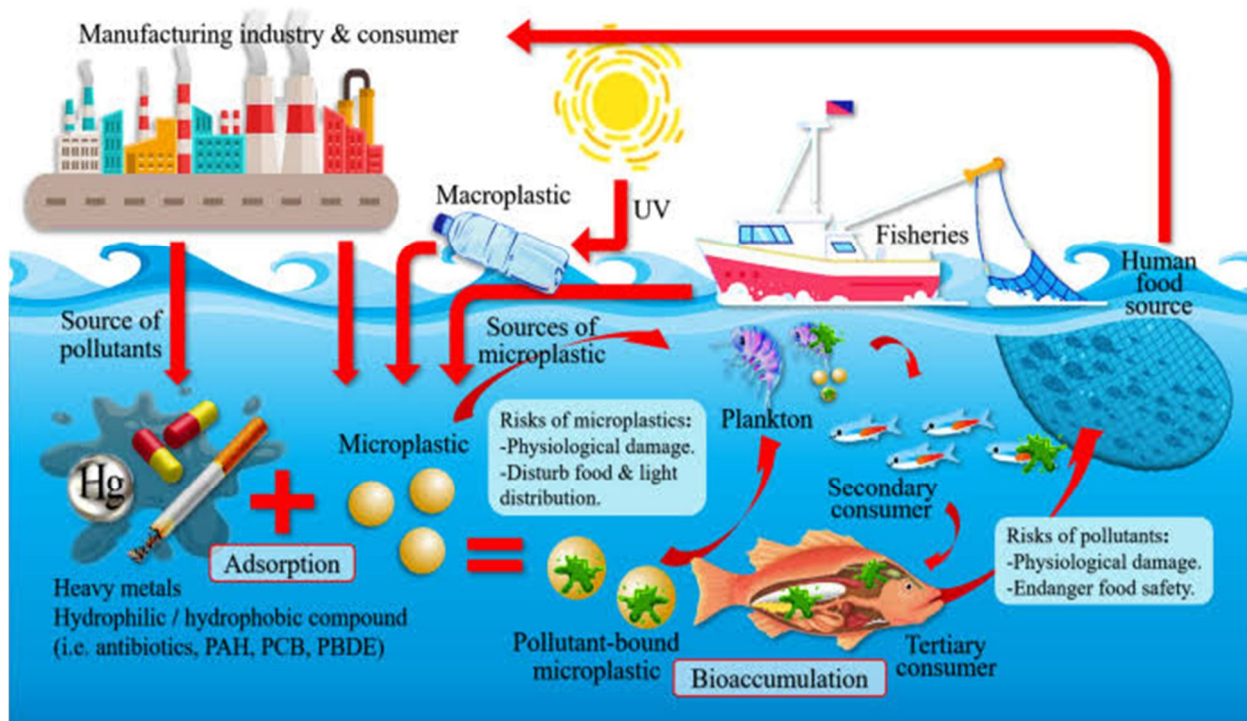 Manufacturing industry & consumer
Macroplastic
UV
Fisheries
Human
food
source
Source of
pollutants
Sources of
microplastic
Hg
Microplastic
Risks of microplastics:
-Physiological damage.
-Disturb food & light
distribution.
Plankton
Secondary
consumer
Adsorption
Heavy metals
Hydrophilic / hydrophobic compound
(i.e. antibiotics, PAH, PCB, PBDE)
Pollutant-bound
microplastic
Bioaccumulation
Tertiary
consumer
Risks of pollutants:
-Physiological damage.
-Endanger food safety.